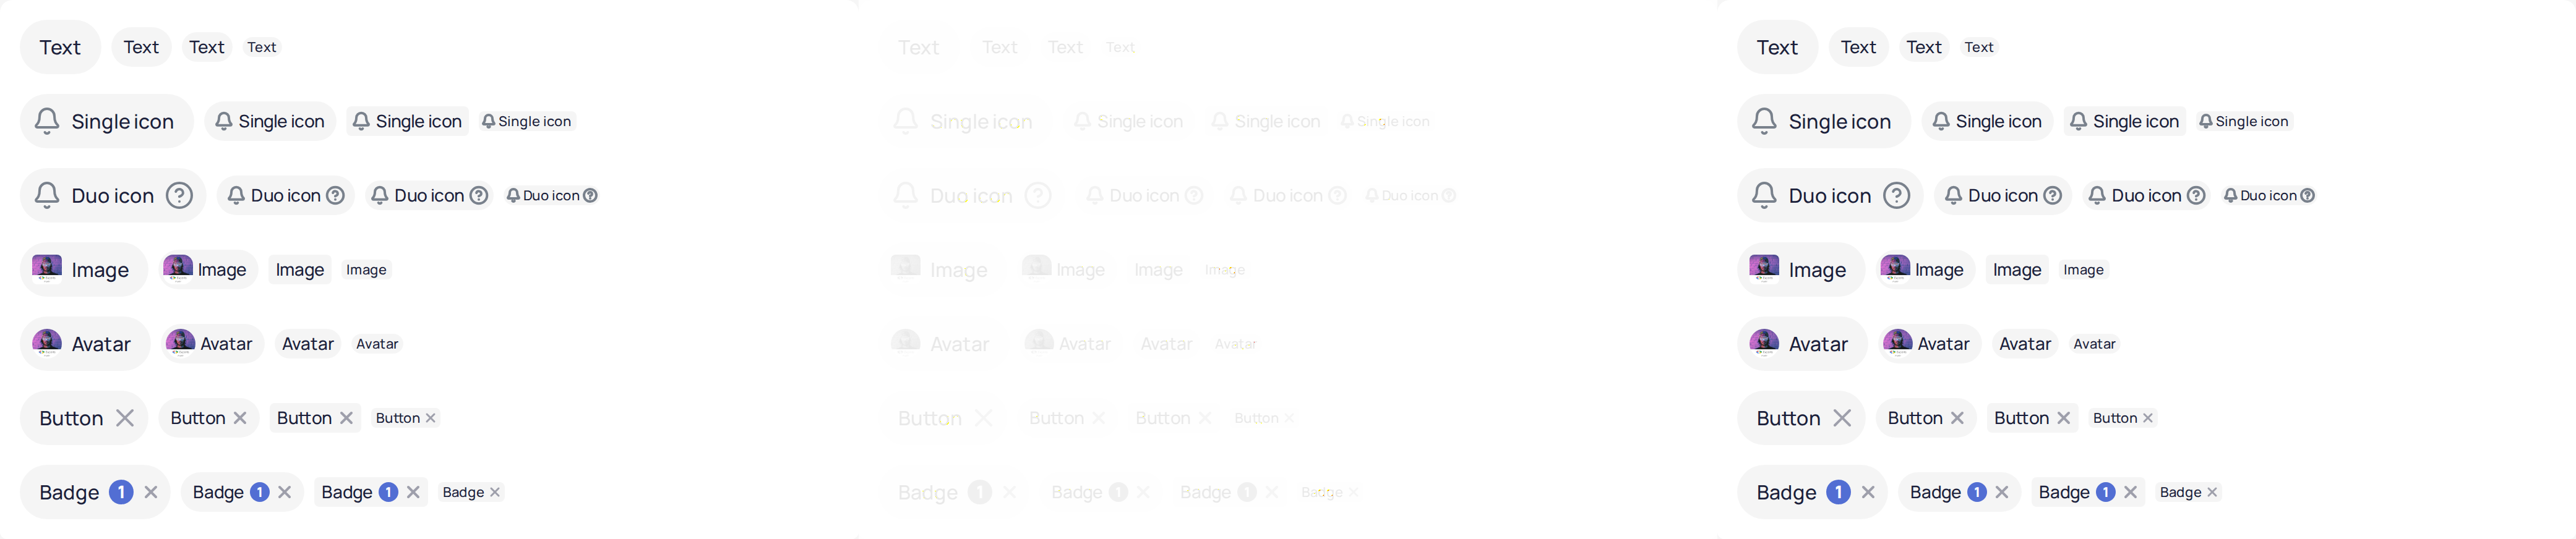 Text Text Text Text Text Text Text Text Text Text Text Text
Single icon Single icon Single icon Single icon Single icon Single icon Single icon Single icon Single icon Single icon Single icon Single icon
Duo icon Duo icon Duo icon Duo icon Duo icon Duo icon Duo icon Duo icon Duo icon Duo icon Duo icon Duo icon
Image Image Image Image Image Image Image Image Image Image Image Image
Avatar Avatar Avatar Avatar Avatar Avatar Avatar Avatar Avatar Avatar Avatar Avatar
Button Button Button Button Button Button Button Button Button Button Button Button
Badge 1 Badge 1 Badge 1 Badge Badge 1 Badge 1 Badge 1 Badge Badge 1 Badge 1 Badge 1 Badge